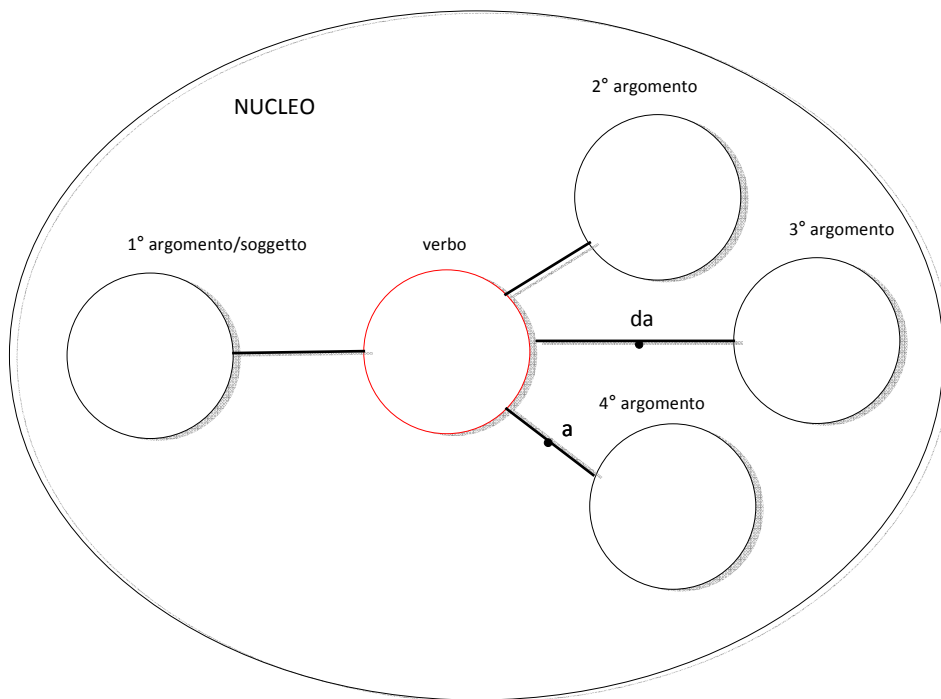 NUCLEO
2° argomento
1° argomento/soggetto
verbo
3° argomento
da
4° argomento
a